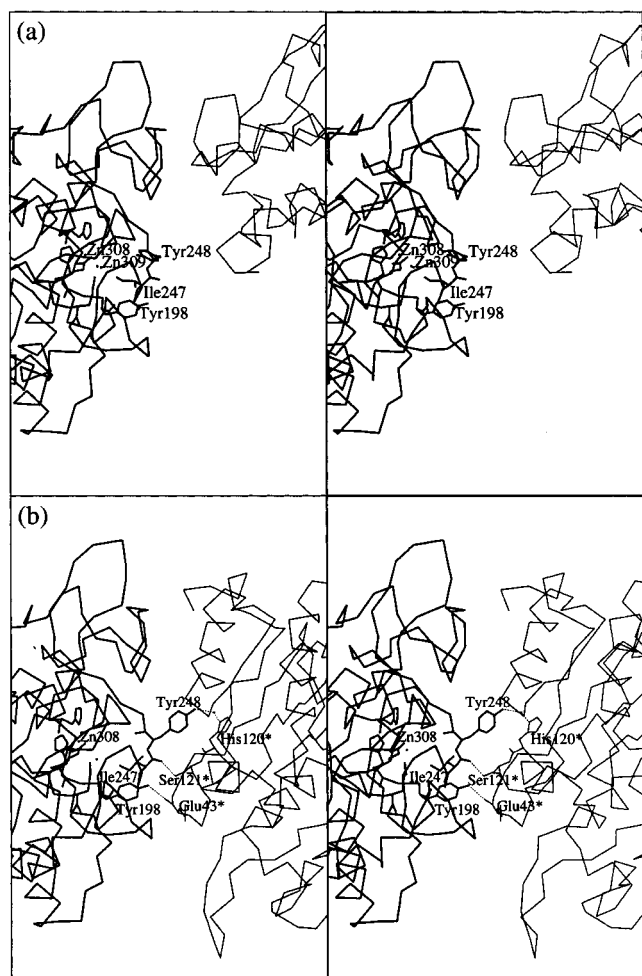 (a)
Zn308 Tyr248 Zn308 Tyr248
Zn309 Zn309
Ile247 Ile247
Tyr198 Tyr198
(b)
Tyr248 Tyr248
Zn308 His120* Zn308 His120*
Ile247 Ser121* Ile247 Ser121*
Tyr198 Glu43* Tyr198 Glu43*